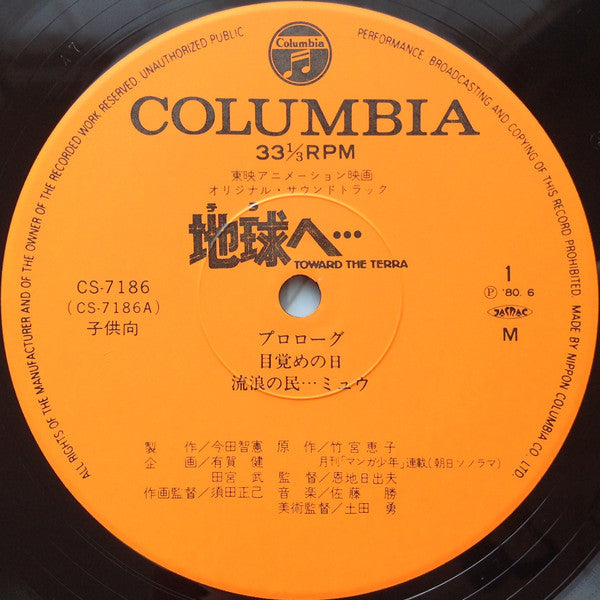 ALL RIGHTS OF THE MANUFACTURER AND OF THE OWNER OF THE RECORDED WORK RESERVED. UNAUTHORIZED PUBLIC PERFORMANCE, BROADCASTING AND COPYING OF THIS RECORD PROHIBITED. MADE BY NIPPON COLUMBIA CO., LTD.
Columbia
COLUMBIA
33 1/3 RPM
東映アニメーション映画
オリジナル・サウンドトラック
テラ
地球へ…
TOWARD THE TERRA
CS-7186
(CS-7186A)
子供向
1
Ⓟ '80. 6
JASRAC
M
プロローグ
目覚めの日
流浪の民…ミュウ
製 作/今田智憲 原 作/竹宮恵子
企 画/有賀 健 月刊「マンガ少年」連載(朝日ソノラマ)
田宮 武 監 督/恩地日出夫
作画監督/須田正己 音 楽/佐藤 勝
美術監督/土田 勇